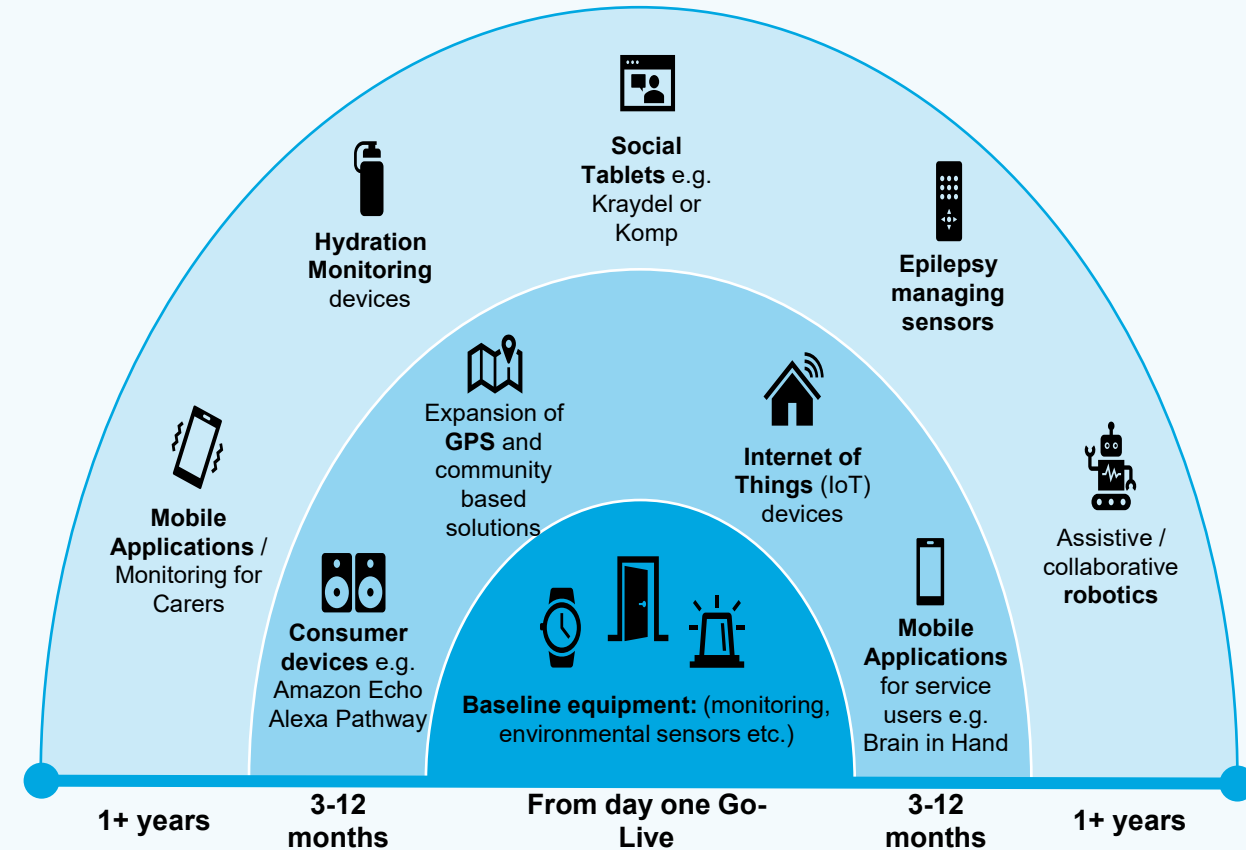 Social
Tablets e.g.
Kraydel or
Komp
Hydration
Monitoring
devices
Epilepsy
managing
sensors
Expansion of
GPS and
community
based
solutions
Internet of
Things (IoT)
devices
Mobile
Applications /
Monitoring for
Carers
Assistive /
collaborative
robotics
Consumer
devices e.g.
Amazon Echo
Alexa Pathway
Mobile
Applications
for service
users e.g.
Brain in Hand
Baseline equipment: (monitoring,
environmental sensors etc.)
1+ years
3-12
months
From day one Go-
Live
3-12
months
1+ years